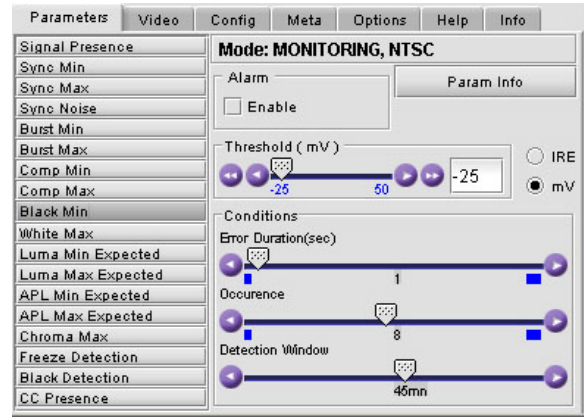 Parameters Video Config Meta Options Help Info
Signal Presence
Sync Min
Sync Max
Sync Noise
Burst Min
Burst Max
Comp Min
Comp Max
Black Min
White Max
Luma Min Expected
Luma Max Expected
APL Min Expected
APL Max Expected
Chroma Max
Freeze Detection
Black Detection
CC Presence
Mode: MONITORING, NTSC
Alarm
Enable
Param Info
Threshold ( mV )
-25 50
-25
IRE
mV
Conditions
Error Duration(sec)
1
Occurence
8
Detection Window
45mn